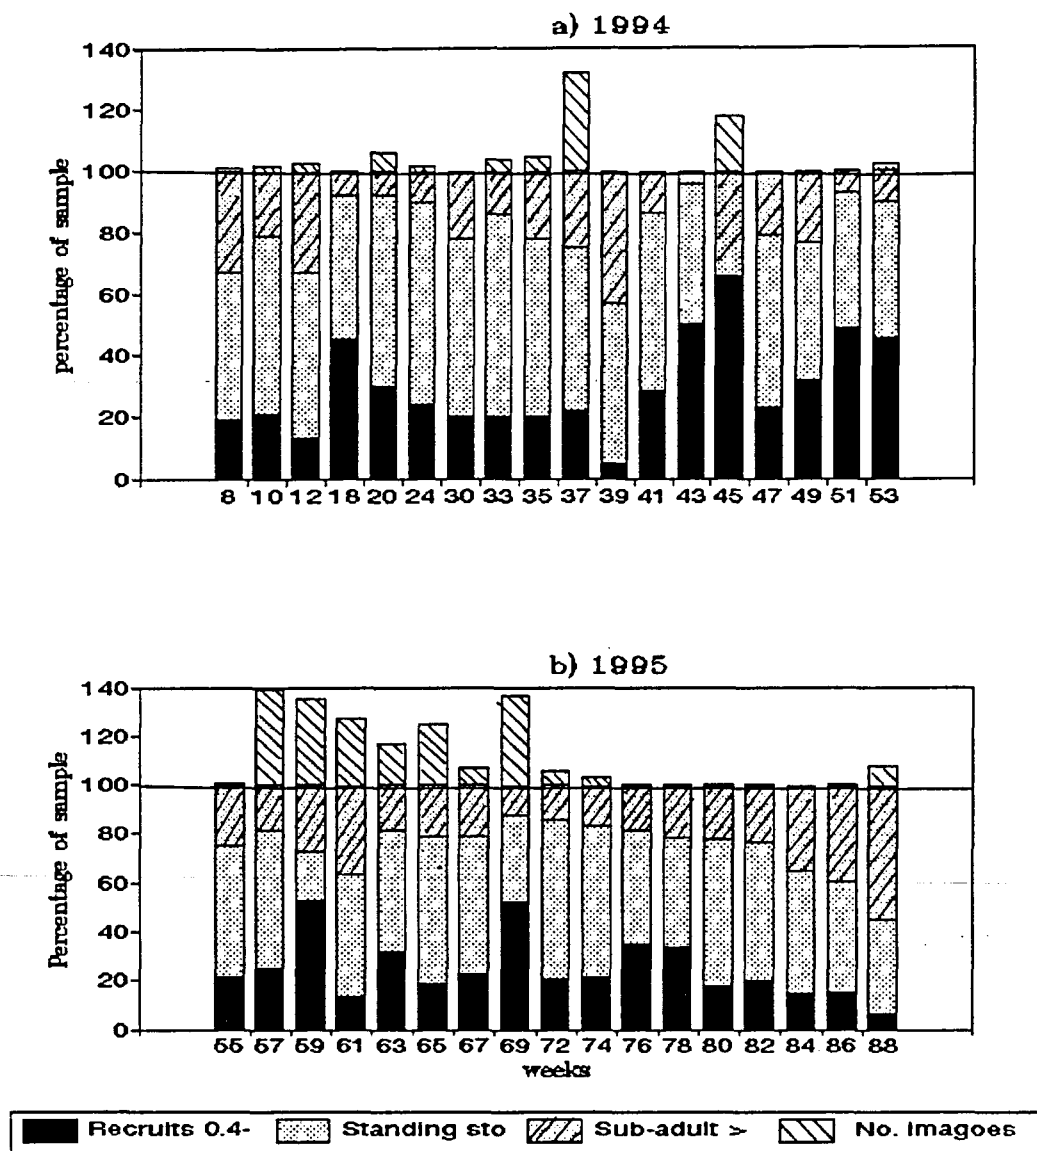 a) 1994
percentage of sample
140
120
100
80
60
40
20
0
8 10 12 18 20 24 30 33 35 37 39 41 43 45 47 49 51 53
b) 1995
Percentage of sample
140
120
100
80
60
40
20
0
55 57 59 61 63 65 67 69 72 74 76 78 80 82 84 86 88
weeks
Recruits 0.4- Standing sto Sub-adult > No. Imagoes